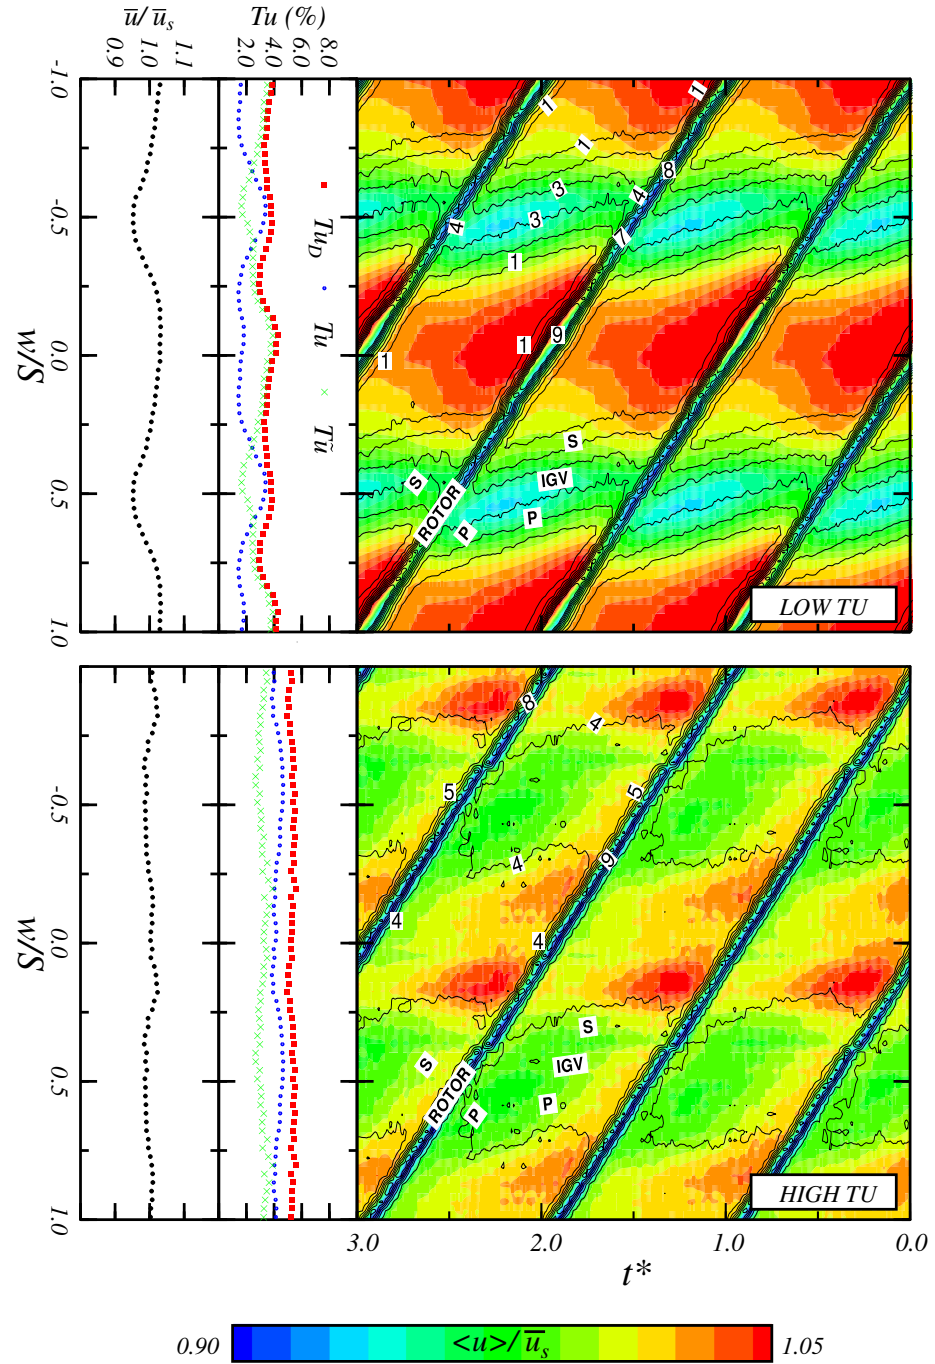 u̅/u̅s
Tu (%)
0.9
1.0
1.1
2.0
4.0
6.0
8.0
-1.0
-0.5
0.0
0.5
1.0
w/S
TuD
Tu
Tũ
1
1
1
8
3
4
3
4
7
1
9
1
1
S
S
IGV
ROTOR
P
P
LOW TU
8
4
5
5
4
9
4
4
-0.5
0.0
0.5
1.0
w/S
S
S
IGV
ROTOR
P
P
HIGH TU
3.0
2.0
1.0
0.0
t*
0.90
<u>/u̅s
1.05